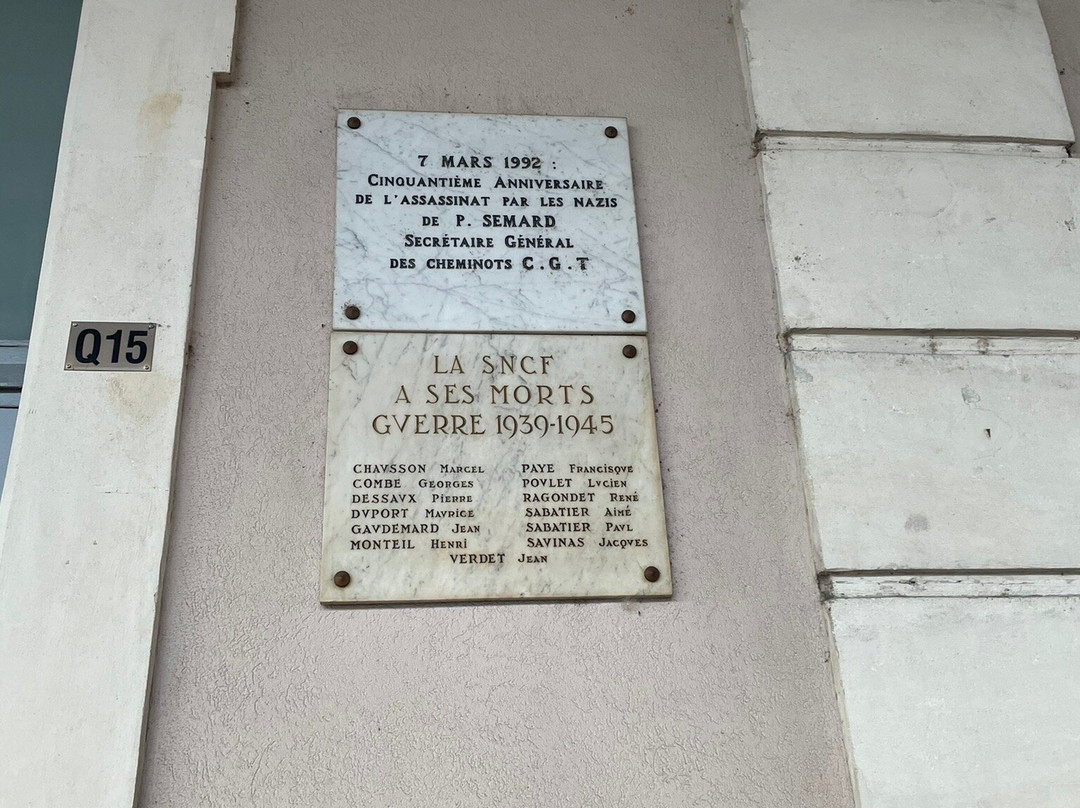 7 MARS 1992 :
CINQUANTIÈME ANNIVERSAIRE
DE L'ASSASSINAT PAR LES NAZIS
DE P. SEMARD
SECRÉTAIRE GÉNÉRAL
DES CHEMINOTS C.G.T
Q15
LA SNCF
A SES MORTS
GVERRE 1939-1945
CHAVSSON MARCEL
COMBE GEORGES
DESSAVX PIERRE
DVPORT MAVRICE
GAVDEMARD JEAN
MONTEIL HENRI
PAYE FRANCISQVE
POVLET LVCIEN
RAGONDET RENÉ
SABATIER AIMÉ
SABATIER PAVL
SAVINAS JACQVES
VERDET JEAN